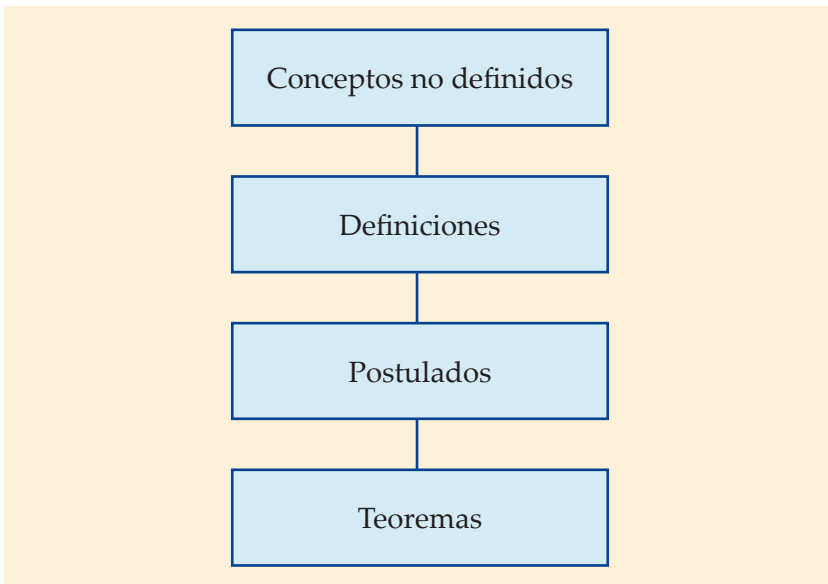 Conceptos no definidos
Definiciones
Postulados
Teoremas